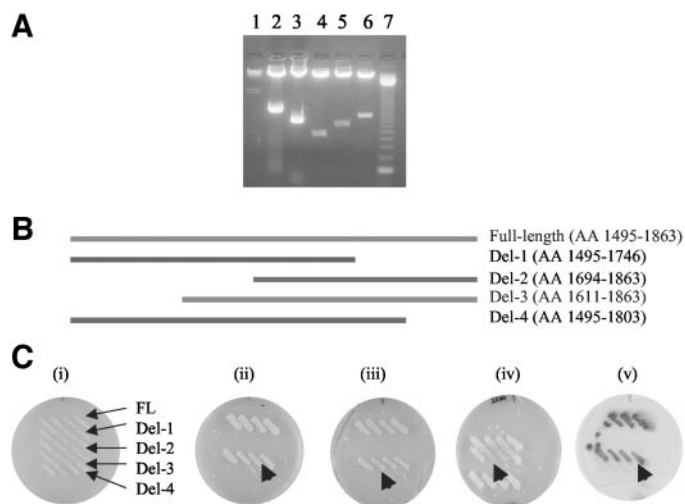 A
1 2 3 4 5 6 7
B
Full-length (AA 1495-1863)
Del-1 (AA 1495-1746)
Del-2 (AA 1694-1863)
Del-3 (AA 1611-1863)
Del-4 (AA 1495-1803)
C
(i) (ii) (iii) (iv) (v)
FL
Del-1
Del-2
Del-3
Del-4